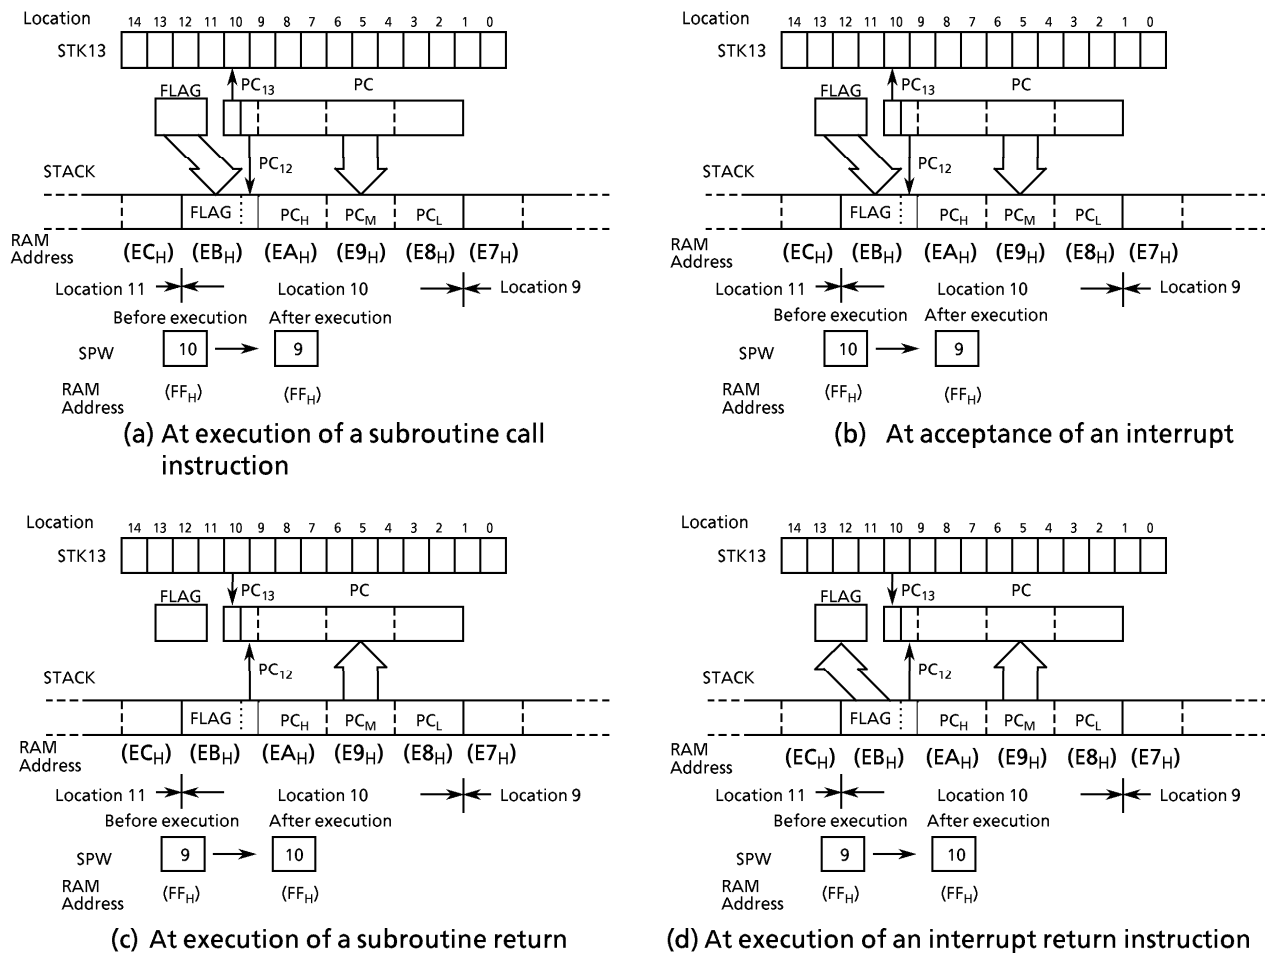 Location 14 13 12 11 10 9 8 7 6 5 4 3 2 1 0
STK13
FLAG PC13 PC
PC12
STACK
FLAG PCH PCM PCL
RAM Address (ECH) (EBH) (EAH) (E9H) (E8H) (E7H)
Location 11 Location 10 Location 9
Before execution After execution
SPW 10 9
RAM Address (FFH) (FFH)
(a) At execution of a subroutine call
instruction
Location 14 13 12 11 10 9 8 7 6 5 4 3 2 1 0
STK13
FLAG PC13 PC
PC12
STACK
FLAG PCH PCM PCL
RAM Address (ECH) (EBH) (EAH) (E9H) (E8H) (E7H)
Location 11 Location 10 Location 9
Before execution After execution
SPW 10 9
RAM Address (FFH) (FFH)
(b) At acceptance of an interrupt
Location 14 13 12 11 10 9 8 7 6 5 4 3 2 1 0
STK13
FLAG PC13 PC
PC12
STACK
FLAG PCH PCM PCL
RAM Address (ECH) (EBH) (EAH) (E9H) (E8H) (E7H)
Location 11 Location 10 Location 9
Before execution After execution
SPW 9 10
RAM Address (FFH) (FFH)
(c) At execution of a subroutine return
Location 14 13 12 11 10 9 8 7 6 5 4 3 2 1 0
STK13
FLAG PC13 PC
PC12
STACK
FLAG PCH PCM PCL
RAM Address (ECH) (EBH) (EAH) (E9H) (E8H) (E7H)
Location 11 Location 10 Location 9
Before execution After execution
SPW 9 10
RAM Address (FFH) (FFH)
(d) At execution of an interrupt return instruction